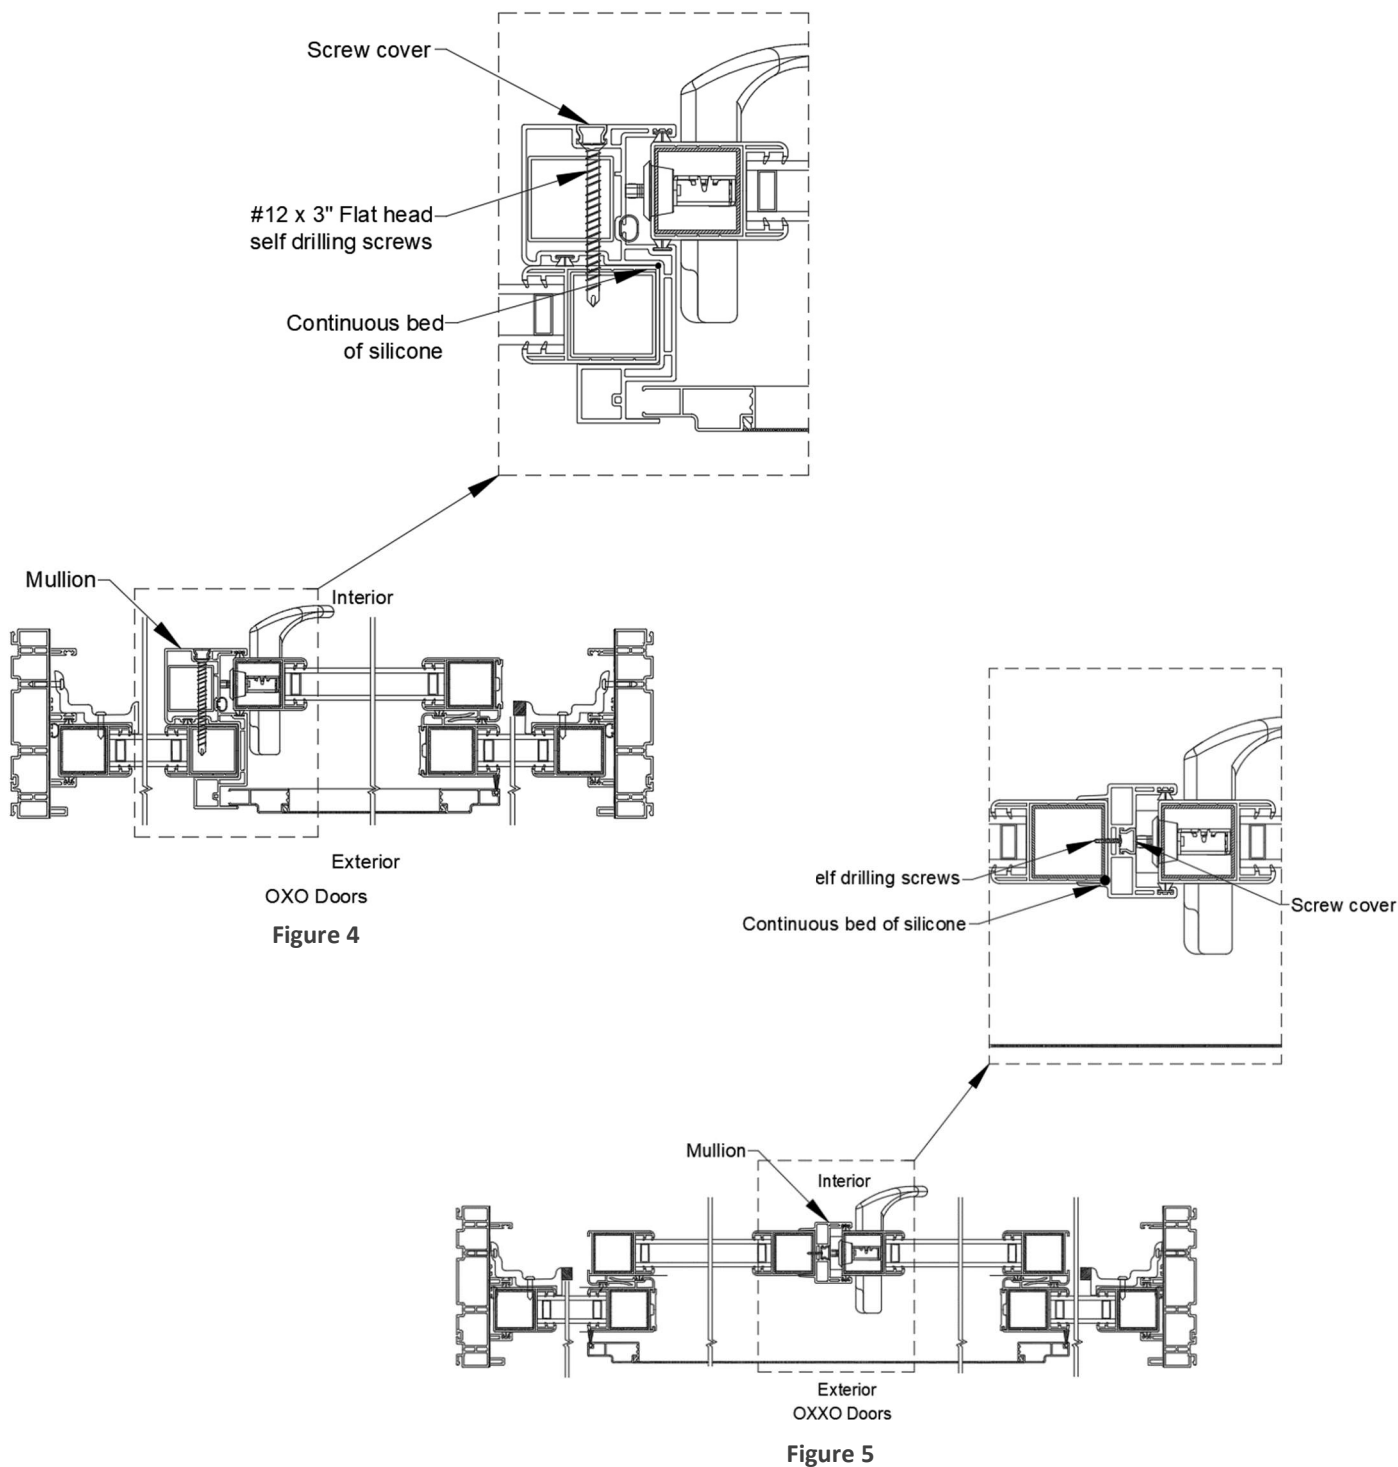 Screw cover
#12 x 3" Flat head
self drilling screws
Continuous bed
of silicone
Mullion
Interior
Exterior
OXO Doors
Figure 4
elf drilling screws
Continuous bed of silicone
Screw cover
Mullion
Interior
Exterior
OXXO Doors
Figure 5